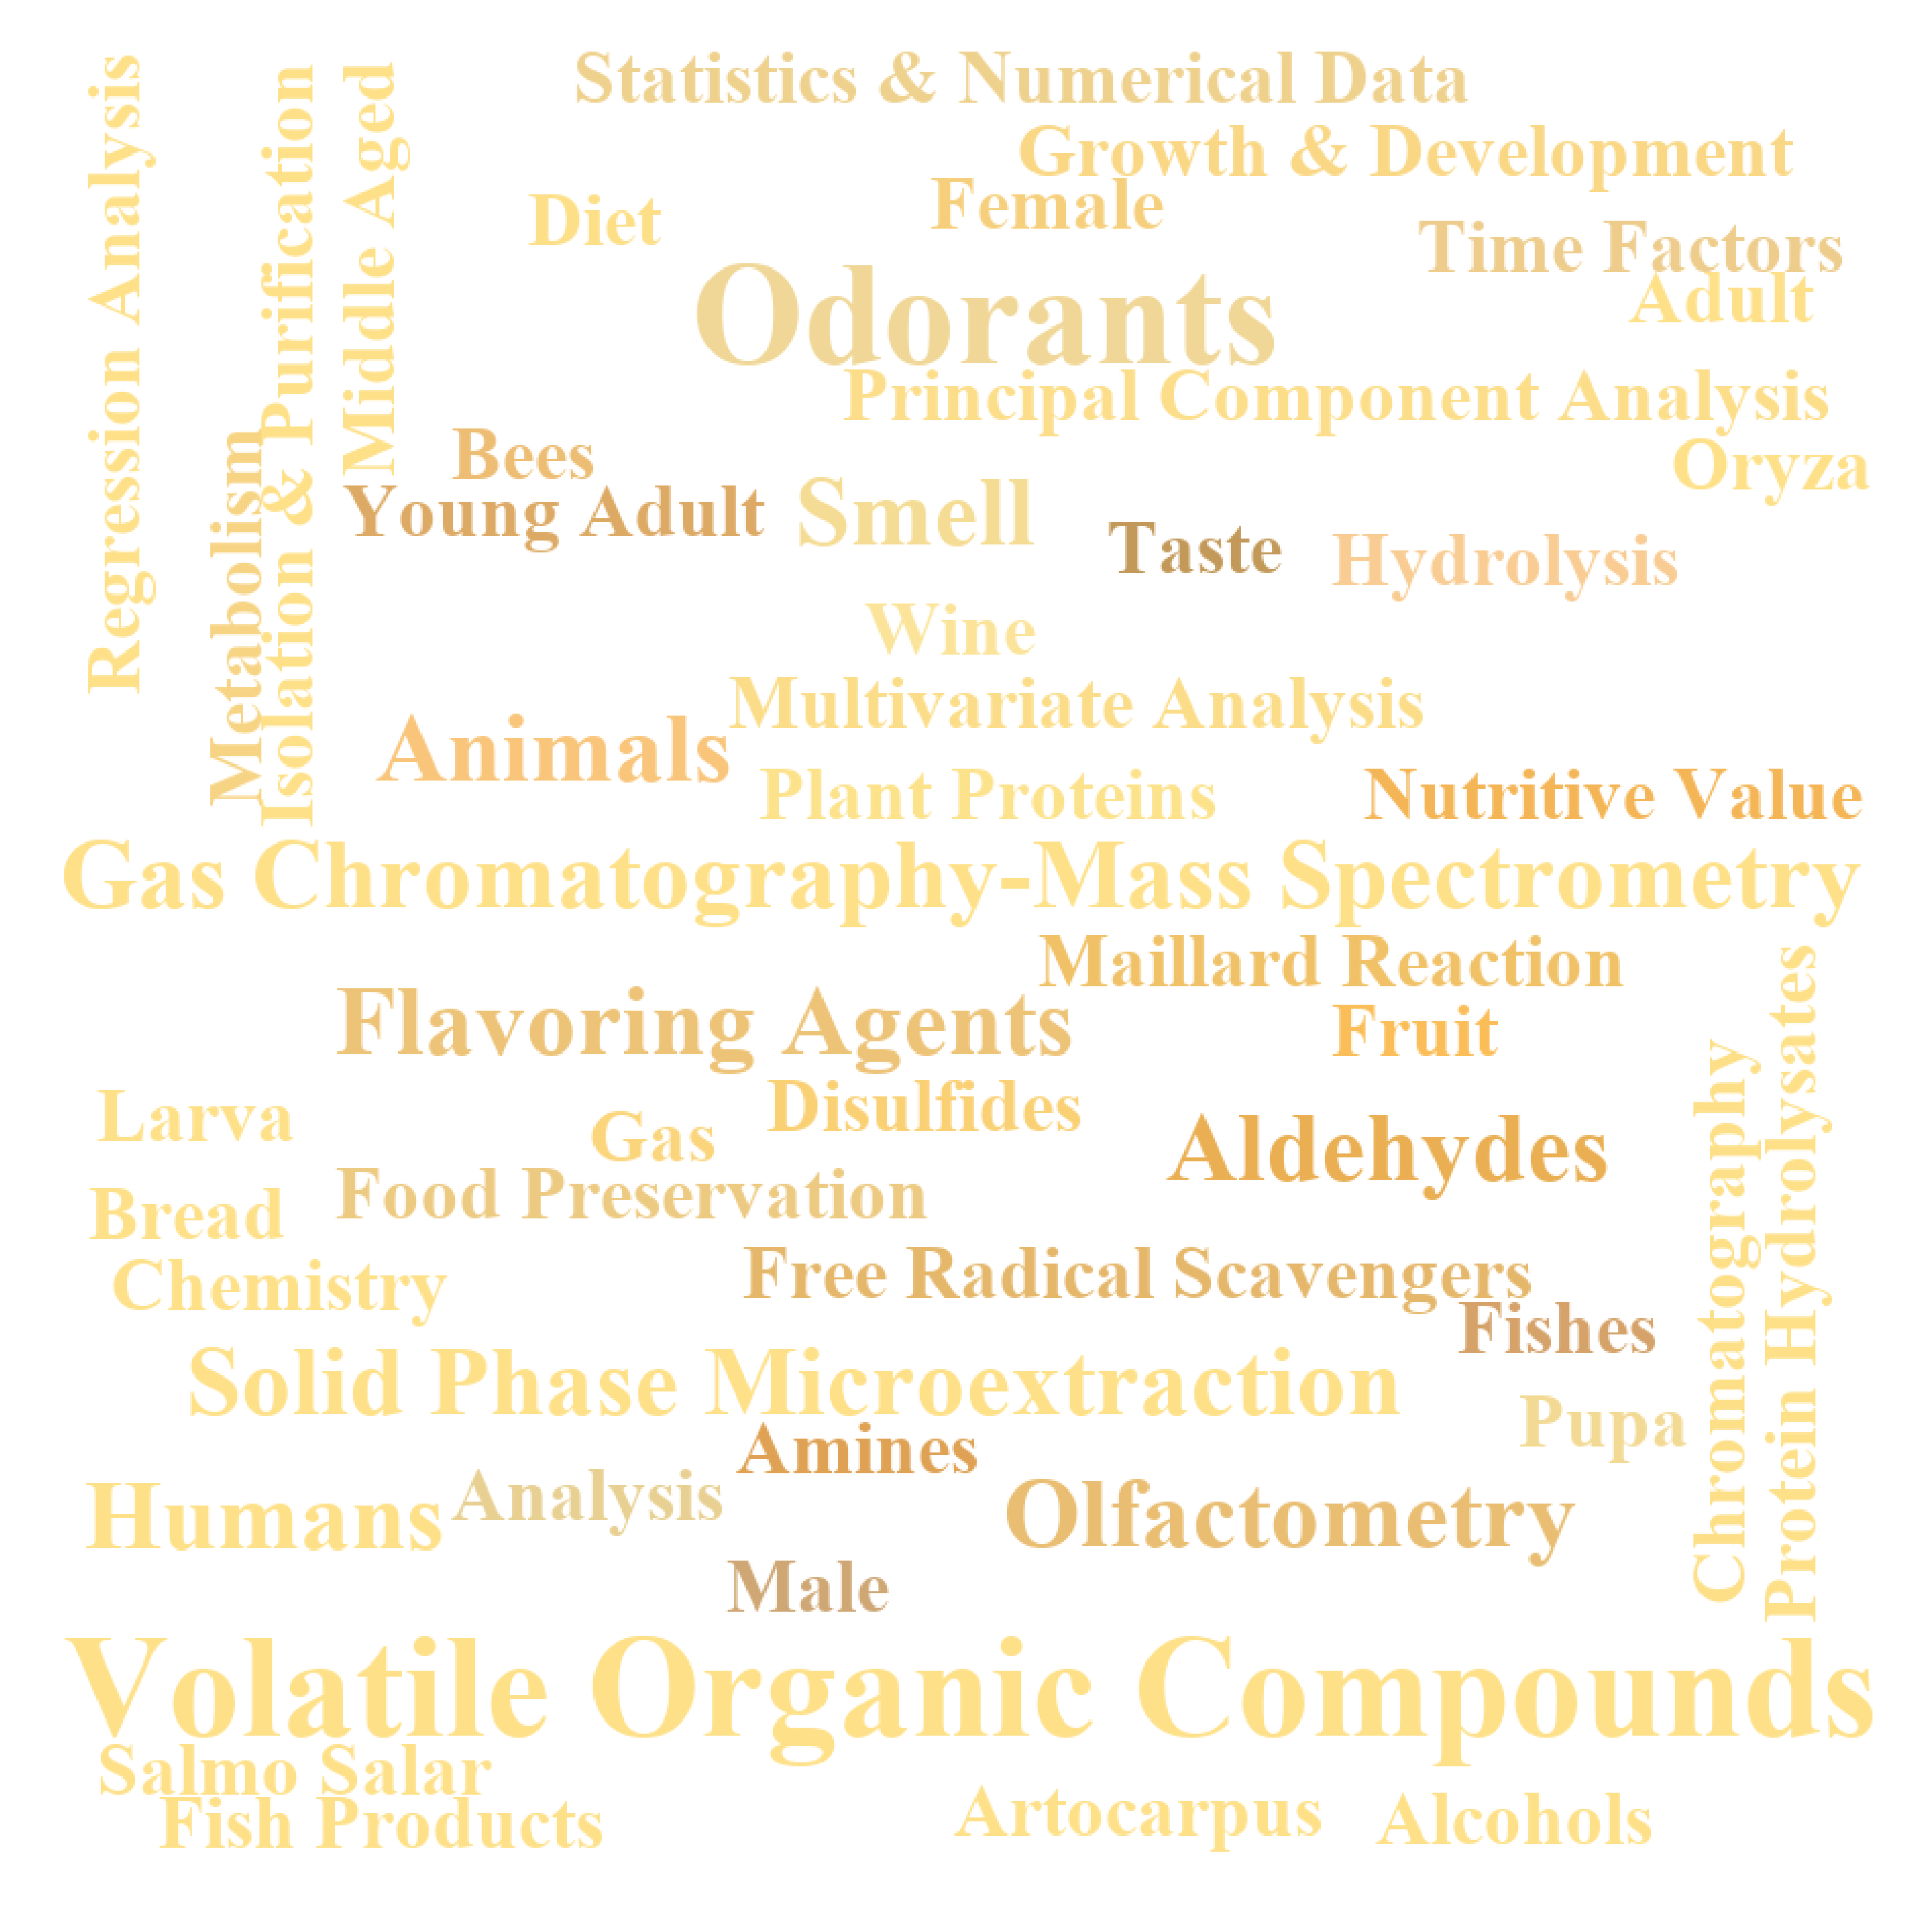 Statistics & Numerical Data
Growth & Development
Regression Analysis
Isolation & Purification
Middle Aged
Diet
Female
Time Factors
Adult
Odorants
Principal Component Analysis
Metabolism
Bees
Oryza
Young Adult
Smell
Taste
Hydrolysis
Wine
Multivariate Analysis
Animals
Plant Proteins
Nutritive Value
Gas Chromatography-Mass Spectrometry
Maillard Reaction
Flavoring Agents
Fruit
Chromatography
Protein Hydrolysates
Larva
Gas
Disulfides
Aldehydes
Bread
Food Preservation
Chemistry
Free Radical Scavengers
Fishes
Solid Phase Microextraction
Pupa
Amines
Humans
Analysis
Olfactometry
Male
Volatile Organic Compounds
Salmo Salar
Fish Products
Artocarpus
Alcohols